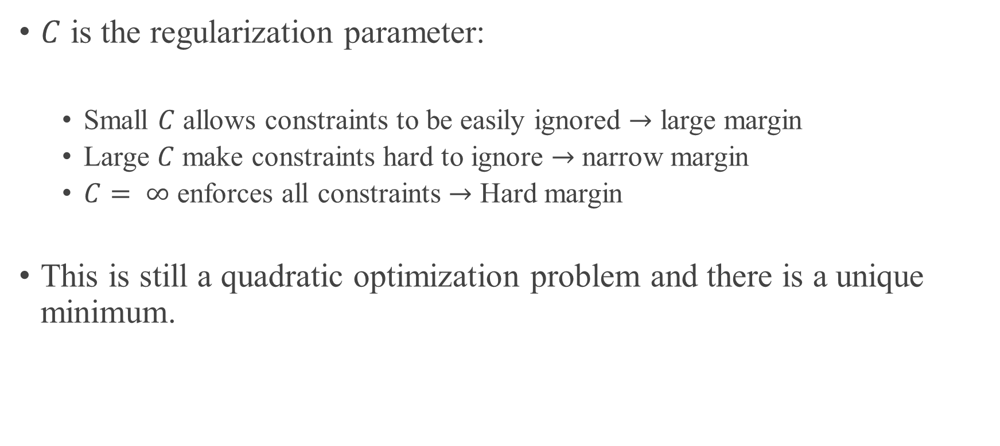 • C is the regularization parameter:
• Small C allows constraints to be easily ignored → large margin
• Large C make constraints hard to ignore → narrow margin
• C = ∞ enforces all constraints → Hard margin
• This is still a quadratic optimization problem and there is a unique
minimum.